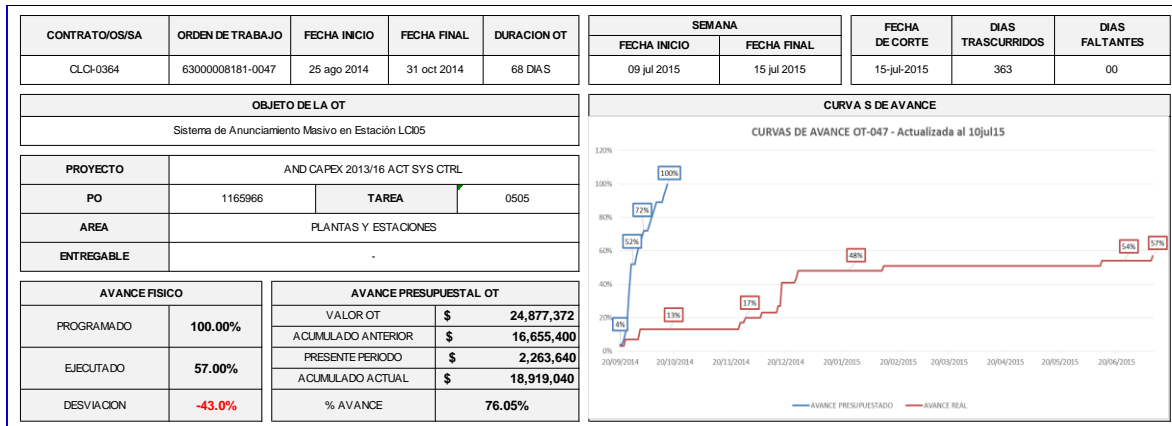 CONTRATO/OS/SA ORDEN DE TRABAJO FECHA INICIO FECHA FINAL DURACION OT
CLCI-0364 63000008181-0047 25 ago 2014 31 oct 2014 68 DIAS
SEMANA
FECHA INICIO FECHA FINAL
09 jul 2015 15 jul 2015
FECHA DE CORTE DIAS TRASCURRIDOS DIAS FALTANTES
15-jul-2015 363 00
OBJETO DE LA OT
Sistema de Anunciamiento Masivo en Estación LCI05
PROYECTO AND CAPEX 2013/16 ACT SYS CTRL
PO 1165966 TAREA 0505
AREA PLANTAS Y ESTACIONES
ENTREGABLE -
AVANCE FISICO
PROGRAMADO 100.00%
EJECUTADO 57.00%
DESVIACION -43.0%
AVANCE PRESUPUESTAL OT
VALOR OT $ 24,877,372
ACUMULADO ANTERIOR $ 16,655,400
PRESENTE PERIODO $ 2,263,640
ACUMULADO ACTUAL $ 18,919,040
% AVANCE 76.05%
CURVA S DE AVANCE
CURVAS DE AVANCE OT-047 - Actualizada al 10jul15
120%
100%
80%
60%
40%
20%
0%
4%
52%
72%
100%
13%
17%
48%
54%
57%
20/09/2014 20/10/2014 20/11/2014 20/12/2014 20/01/2015 20/02/2015 20/03/2015 20/04/2015 20/05/2015 20/06/2015
AVANCE PRESUPUESTADO AVANCE REAL